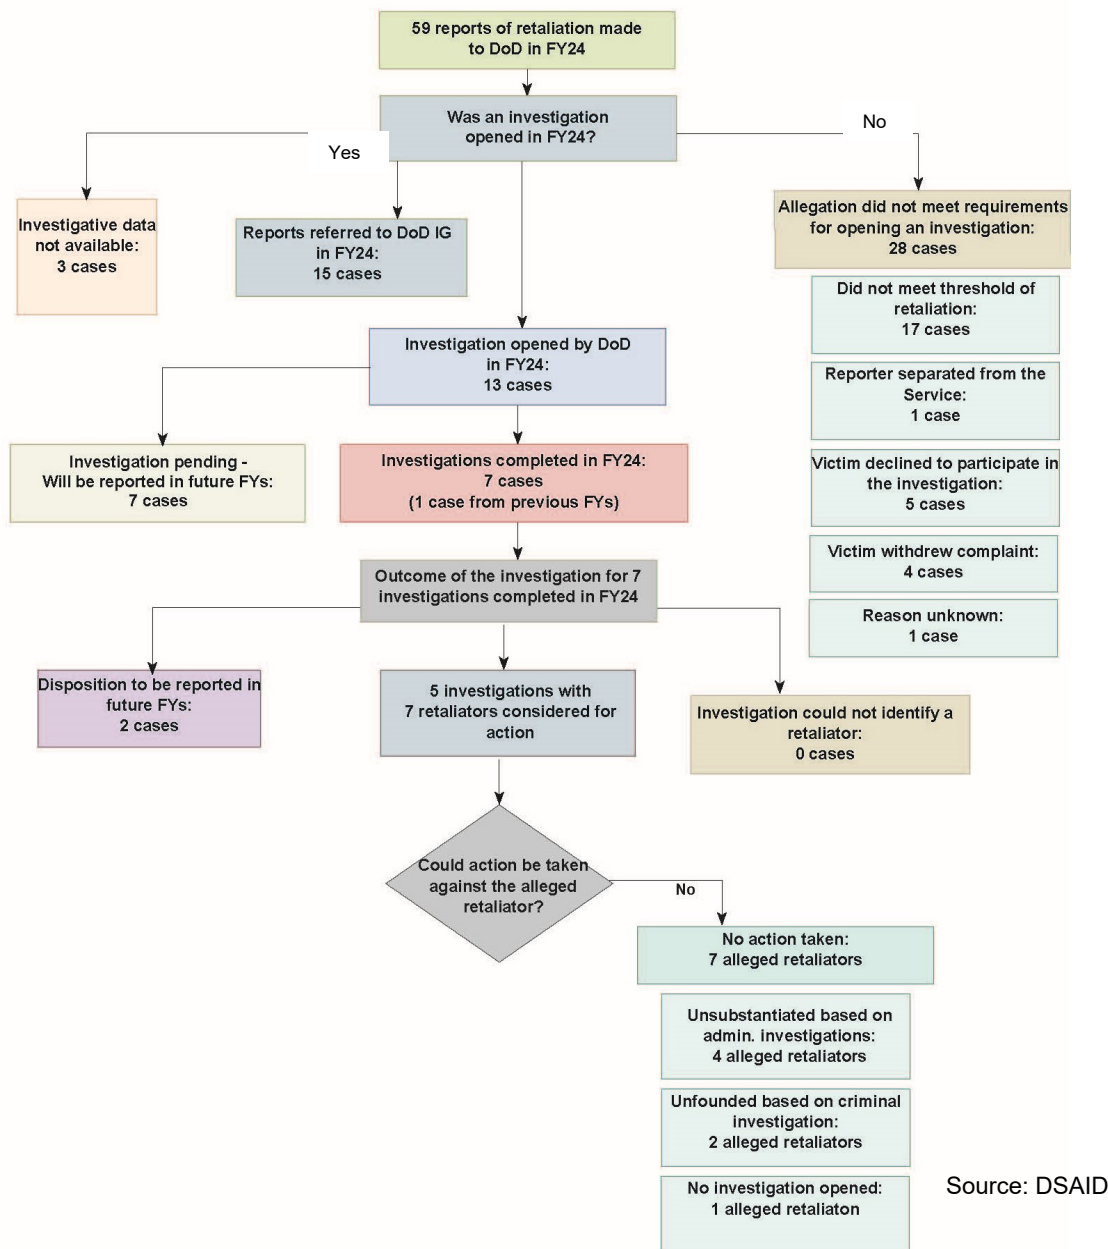 59 reports of retaliation made
to DoD in FY24
Was an investigation
opened in FY24?
Yes
No
Investigative data
not available:
3 cases
Reports referred to DoD IG
in FY24:
15 cases
Allegation did not meet requirements
for opening an investigation:
28 cases
Did not meet threshold of
retaliation:
17 cases
Reporter separated from the
Service:
1 case
Victim declined to participate in
the investigation:
5 cases
Victim withdrew complaint:
4 cases
Reason unknown:
1 case
Investigation opened by DoD
in FY24:
13 cases
Investigation pending -
Will be reported in future FYs:
7 cases
Investigations completed in FY24:
7 cases
(1 case from previous FYs)
Outcome of the investigation for 7
investigations completed in FY24
Disposition to be reported in
future FYs:
2 cases
5 investigations with
7 retaliators considered for
action
Investigation could not identify a
retaliator:
0 cases
Could action be taken
against the alleged
retaliator?
No
No action taken:
7 alleged retaliators
Unsubstantiated based on
admin. investigations:
4 alleged retaliators
Unfounded based on criminal
investigation:
2 alleged retaliators
No investigation opened:
1 alleged retaliaton
Source: DSAID